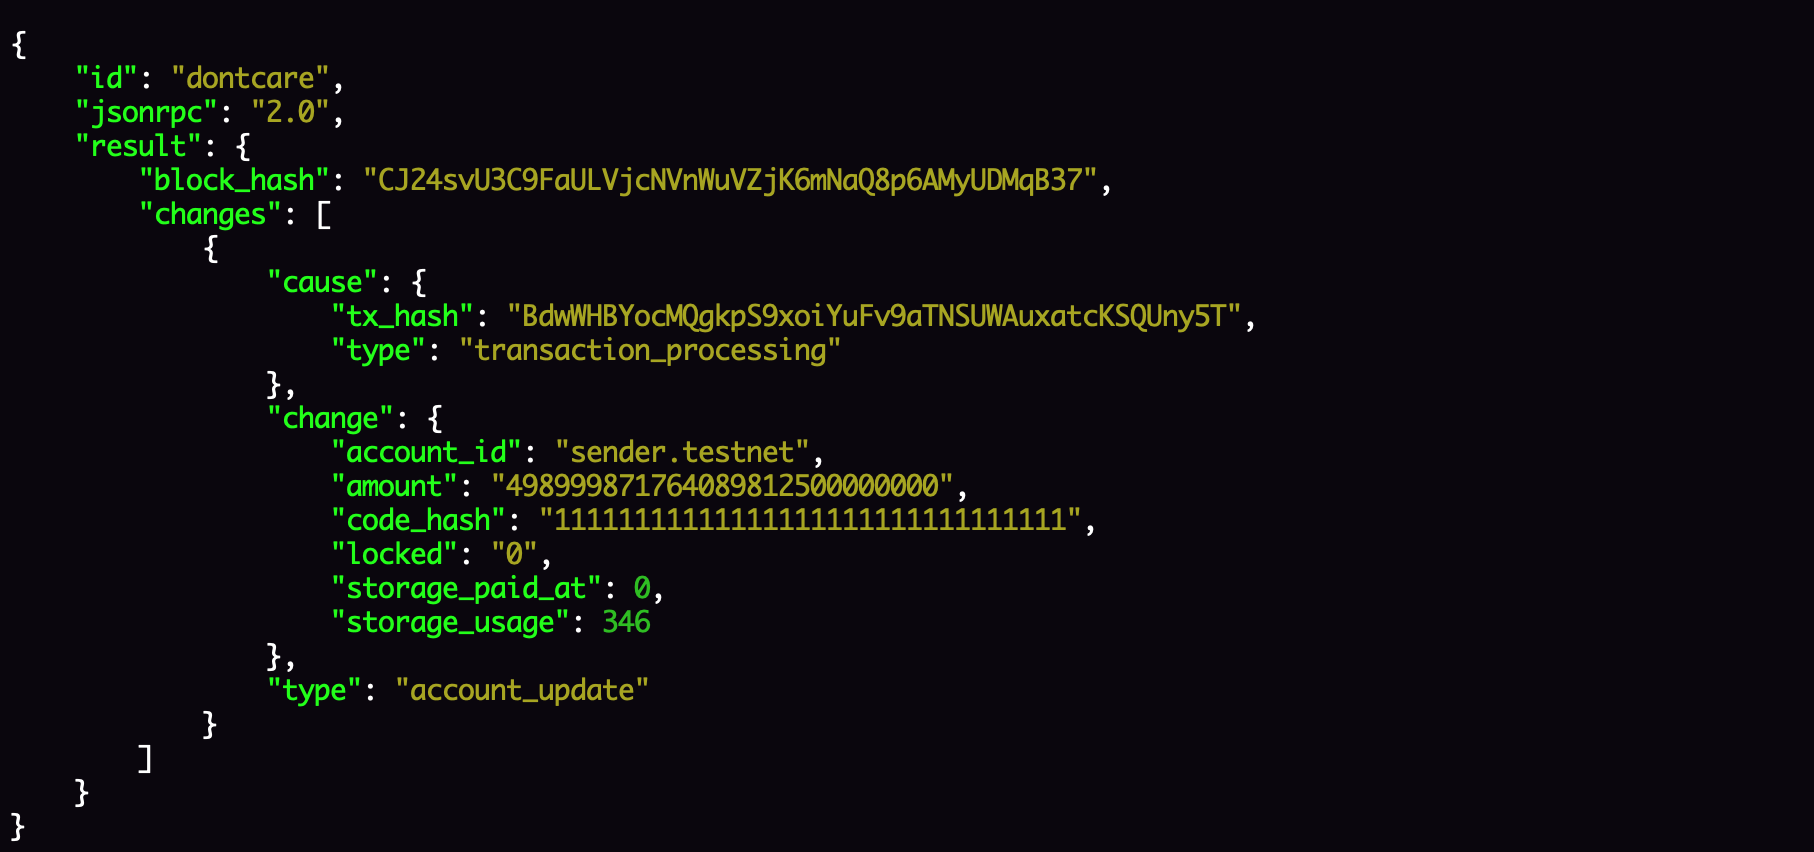 {
    "id": "dontcare",
    "jsonrpc": "2.0",
    "result": {
        "block_hash": "CJ24svU3C9FaULVjcNVnWuVZjK6mNaQ8p6AMyUDMqB37",
        "changes": [
            {
                "cause": {
                    "tx_hash": "BdwWHBYocMQgkpS9xoiYuFv9aTNSUWAuxatcKSQUny5T",
                    "type": "transaction_processing"
                },
                "change": {
                    "account_id": "sender.testnet",
                    "amount": "498999871764089812500000000",
                    "code_hash": "11111111111111111111111111111111",
                    "locked": "0",
                    "storage_paid_at": 0,
                    "storage_usage": 346
                },
                "type": "account_update"
            }
        ]
    }
}